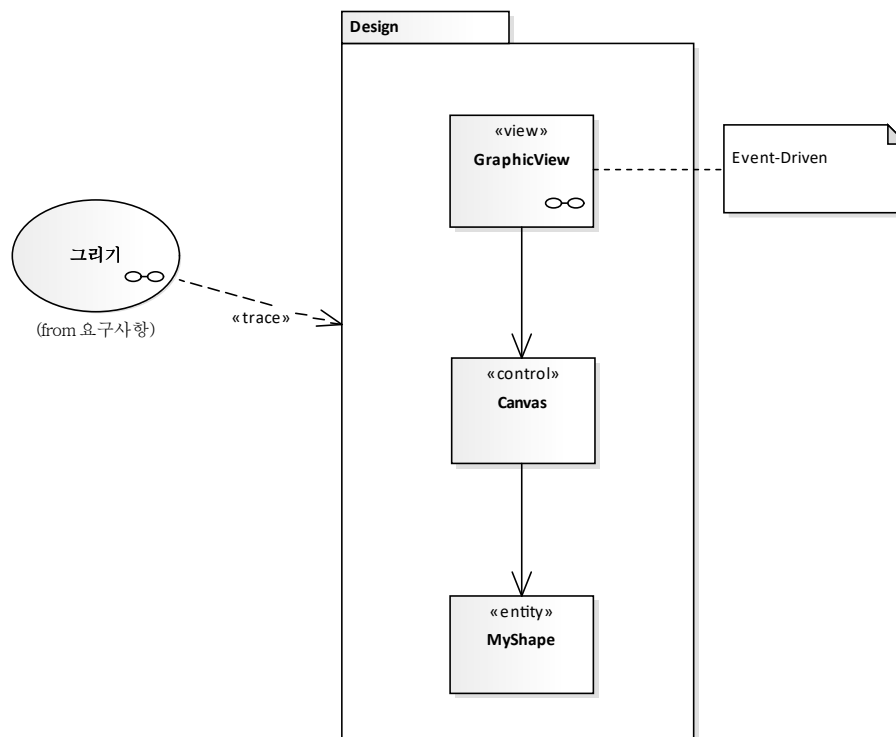 Design
«view»
GraphicView
Event-Driven
그리기
(from 요구사항)
«trace»
«control»
Canvas
«entity»
MyShape